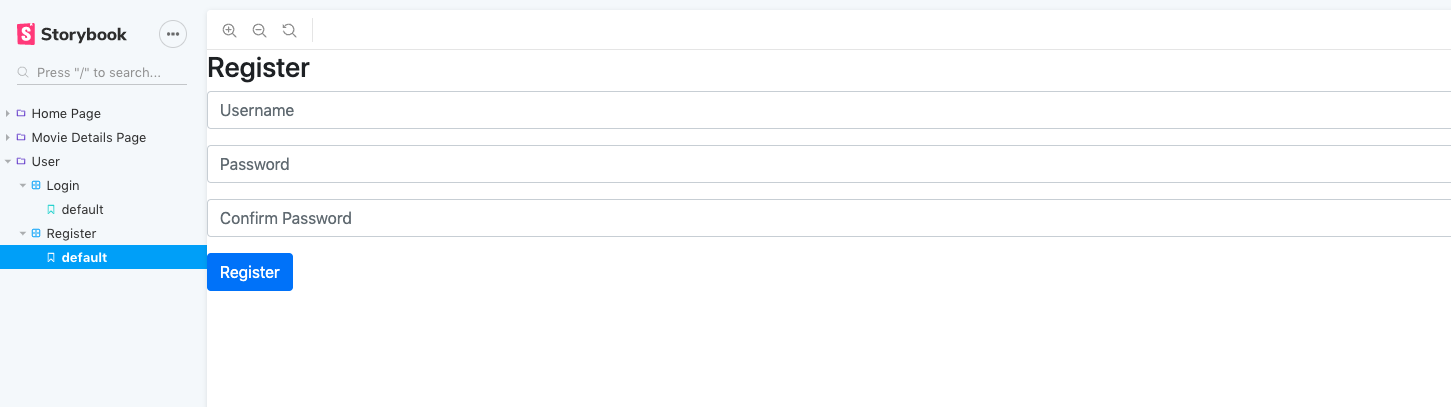 Storybook
Press "/" to search...
Home Page
Movie Details Page
User
Login
default
Register
default
Register
Username
Password
Confirm Password
Register